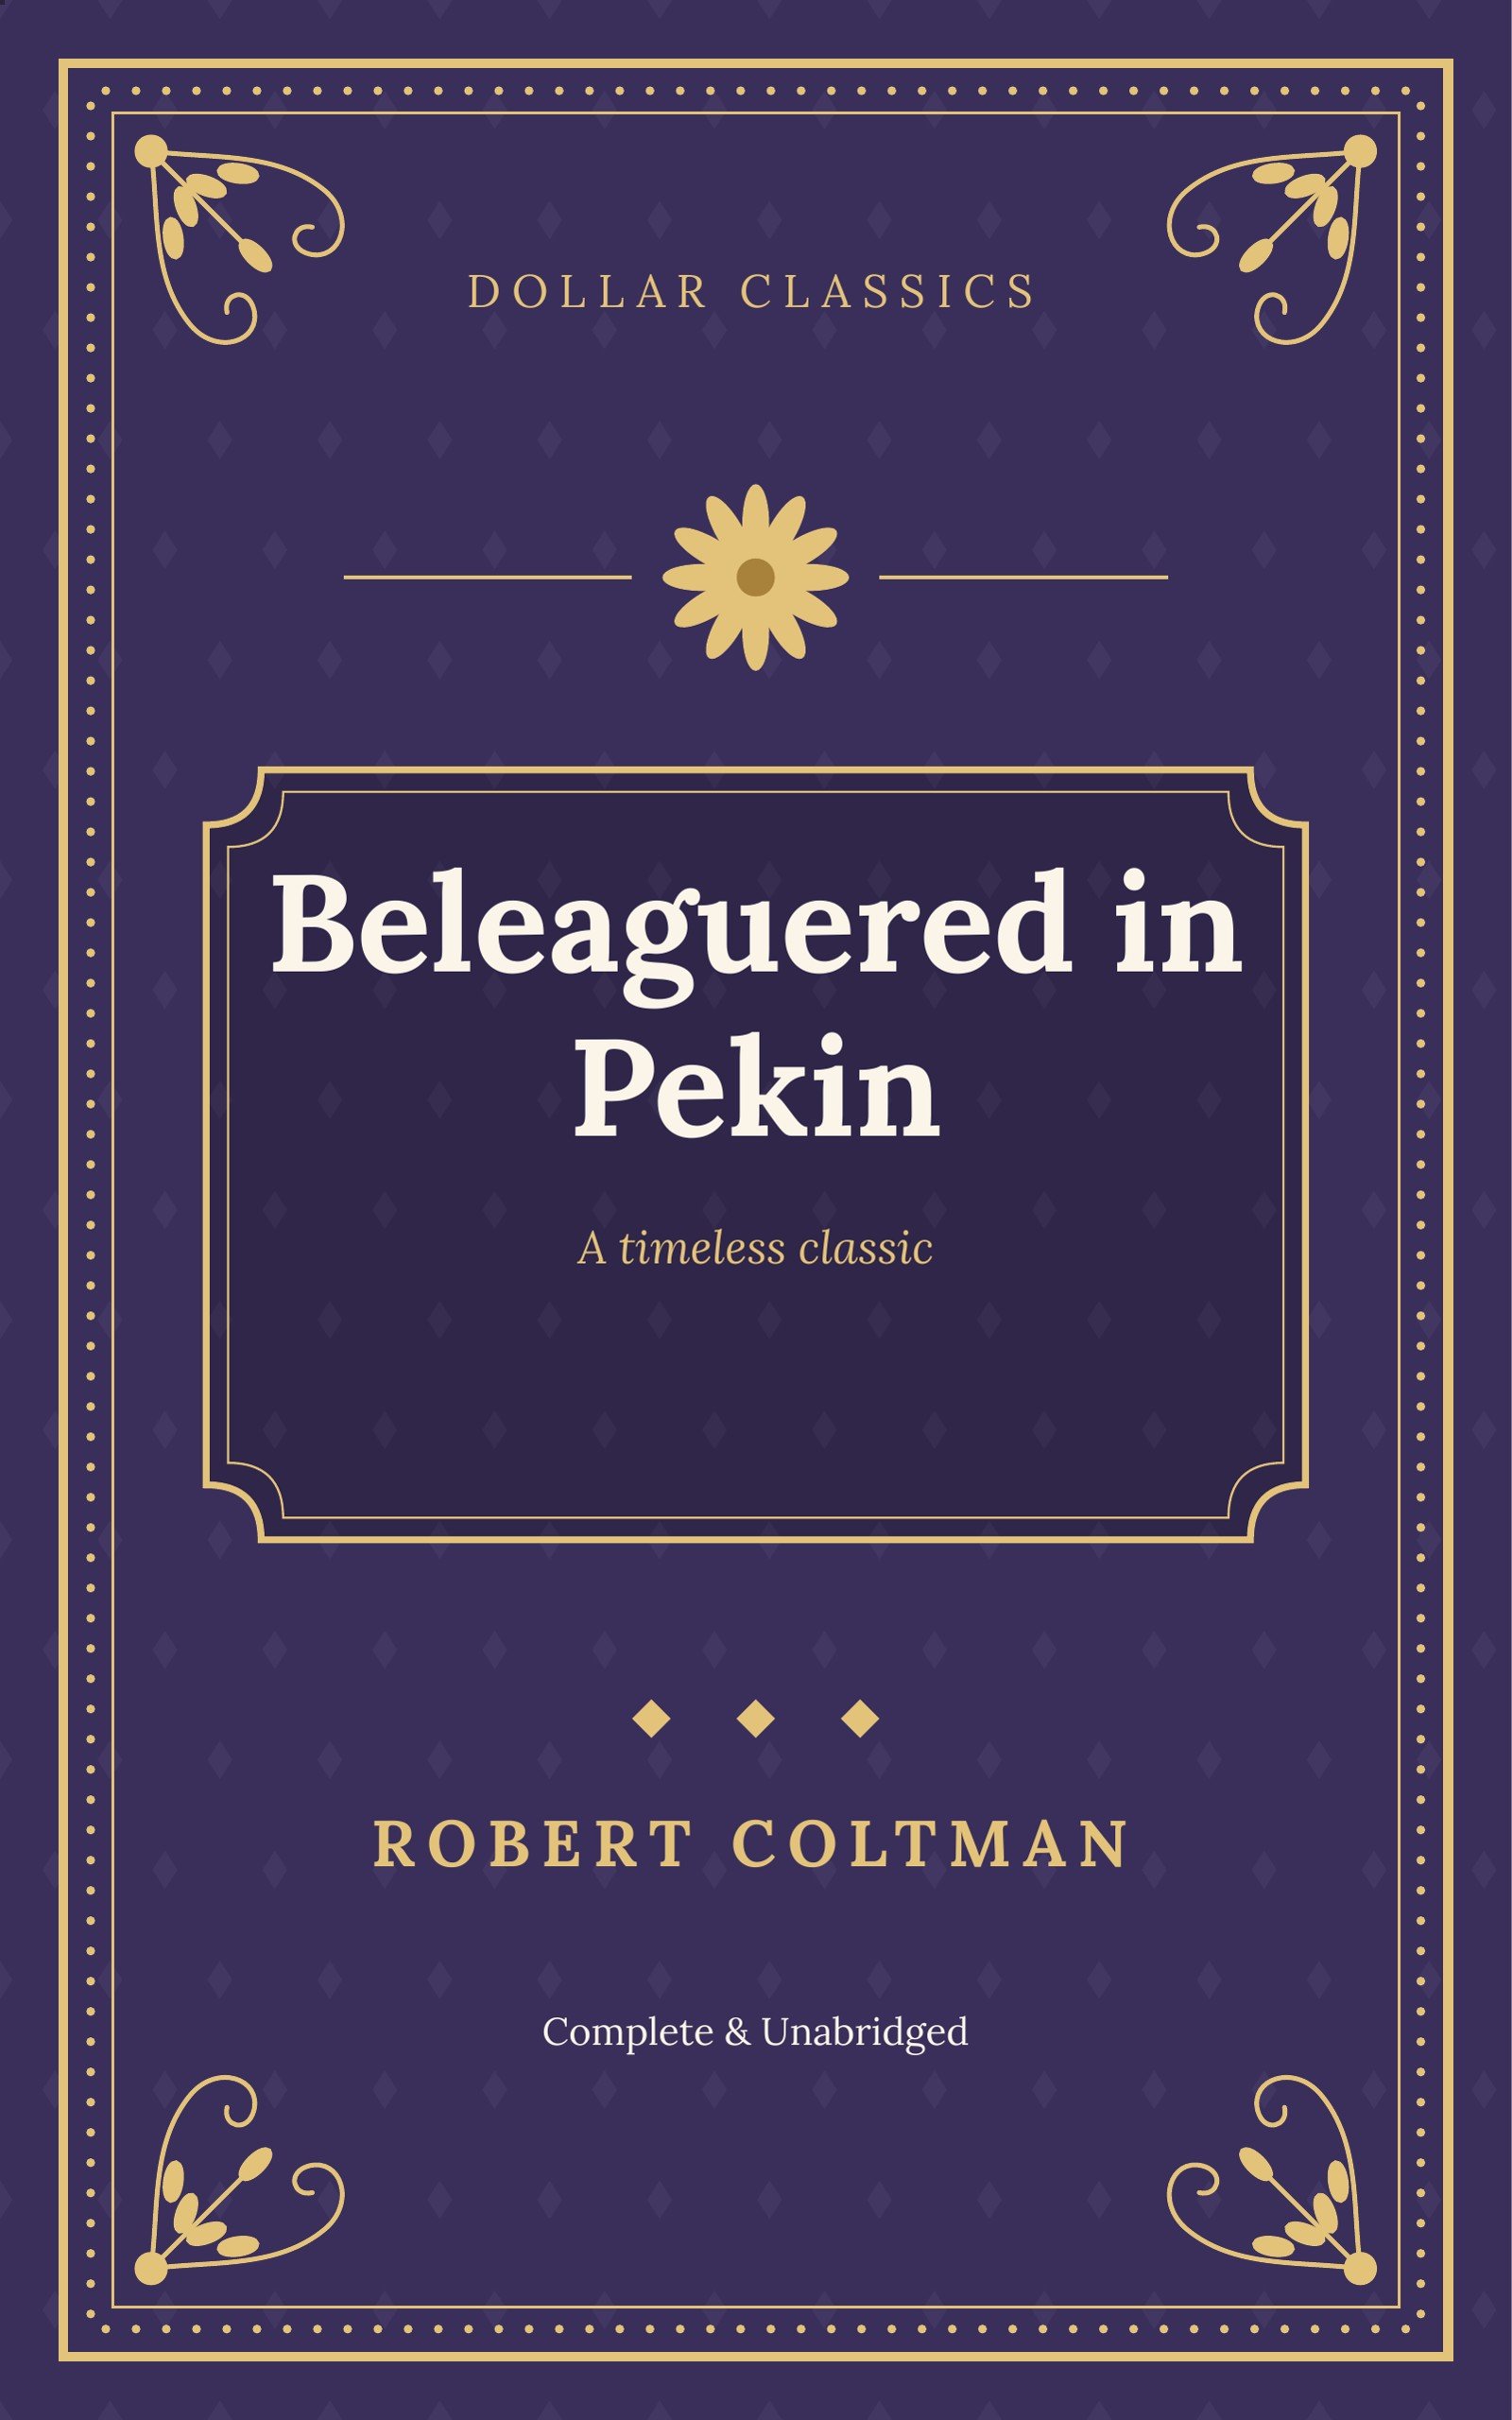 DOLLAR CLASSICS
Beleaguered in
Pekin
A timeless classic
ROBERT COLTMAN
Complete & Unabridged